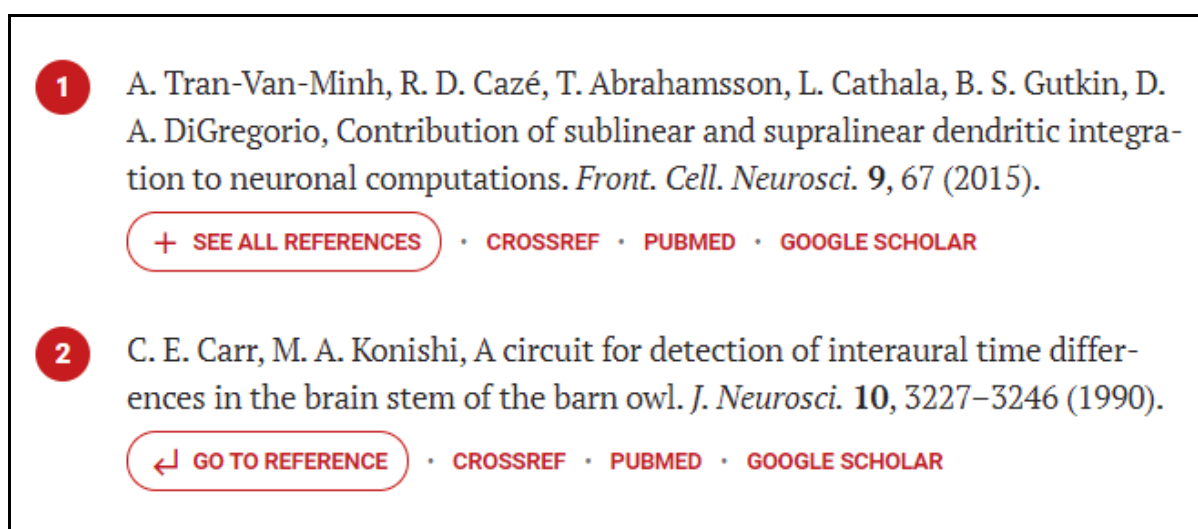 1
A. Tran-Van-Minh, R. D. Cazé, T. Abrahamsson, L. Cathala, B. S. Gutkin, D.
A. DiGregorio, Contribution of sublinear and supralinear dendritic integra-
tion to neuronal computations. Front. Cell. Neurosci. 9, 67 (2015).
+ SEE ALL REFERENCES · CROSSREF · PUBMED · GOOGLE SCHOLAR
2
C. E. Carr, M. A. Konishi, A circuit for detection of interaural time differ-
ences in the brain stem of the barn owl. J. Neurosci. 10, 3227–3246 (1990).
↵ GO TO REFERENCE · CROSSREF · PUBMED · GOOGLE SCHOLAR